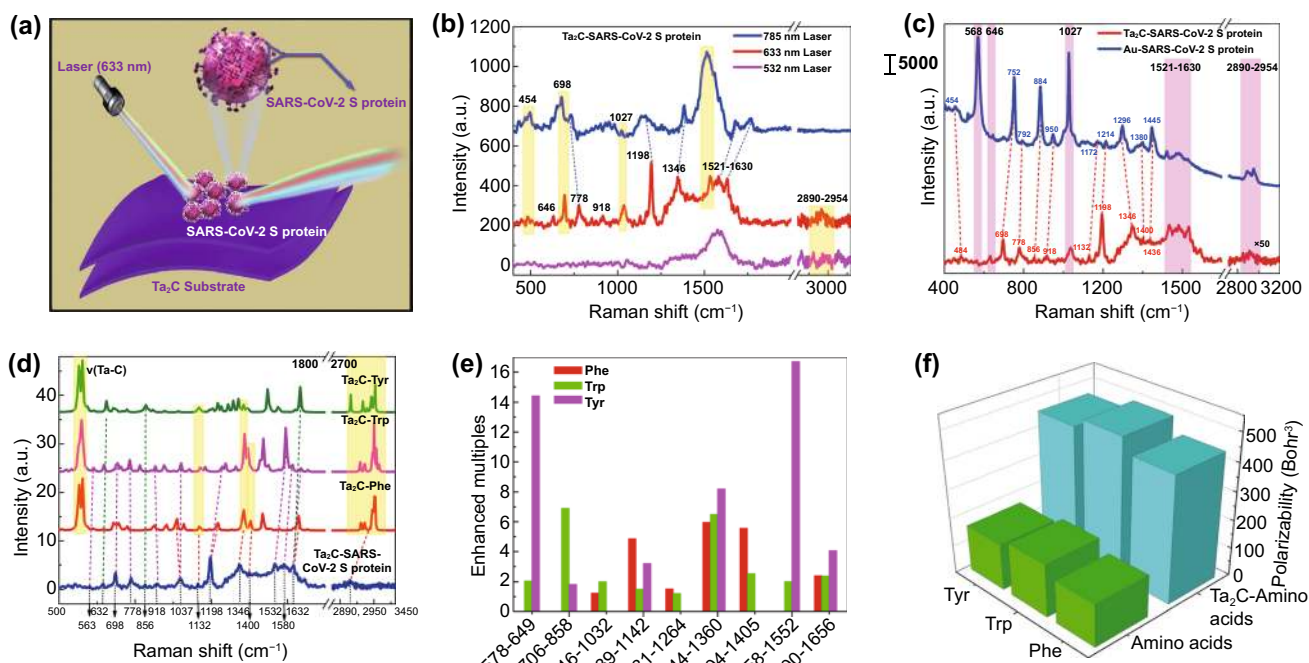 (a)
Laser (633 nm)
SARS-CoV-2 S protein
SARS-CoV-2 S protein
Ta₂C Substrate
(b)
Ta₂C-SARS-CoV-2 S protein
785 nm Laser
633 nm Laser
532 nm Laser
1200
1000
800
600
400
200
0
Intensity (a.u.)
454
698
1027
1198
1346
1521-1630
646
778
918
2890-2954
400 500 1000 1500 3000
Raman shift (cm⁻¹)
(c)
5000
568 646 1027
Ta₂C-SARS-CoV-2 S protein
Au-SARS-CoV-2 S protein
1521-1630
2890-2954
454
752
792
884
950
1172
1214
1296
1380
1445
484
698
778
856
918
1132
1198
1346
1400
1436
×50
Intensity (a.u.)
400 800 1200 1500 2800 3200
Raman shift (cm⁻¹)
(d)
ν(Ta-C)
1800 2700
Ta₂C-Tyr
Ta₂C-Trp
Ta₂C-Phe
Ta₂C-SARS-
CoV-2 S protein
40
30
20
10
0
Intensity (a.u.)
500 632 778 918 1037 1198 1346 1532 1632 2890 2950 3450
563 698 856 1132 1400 1580
Raman shift (cm⁻¹)
(e)
Phe
Trp
Tyr
16
14
12
10
8
6
4
2
0
Enhanced multiples
578-649
706-858
(f)
500
400
300
200
100
0
Polarizability (Bohr³)
Tyr
Trp
Phe
Ta₂C-Amino
acids
Amino acids